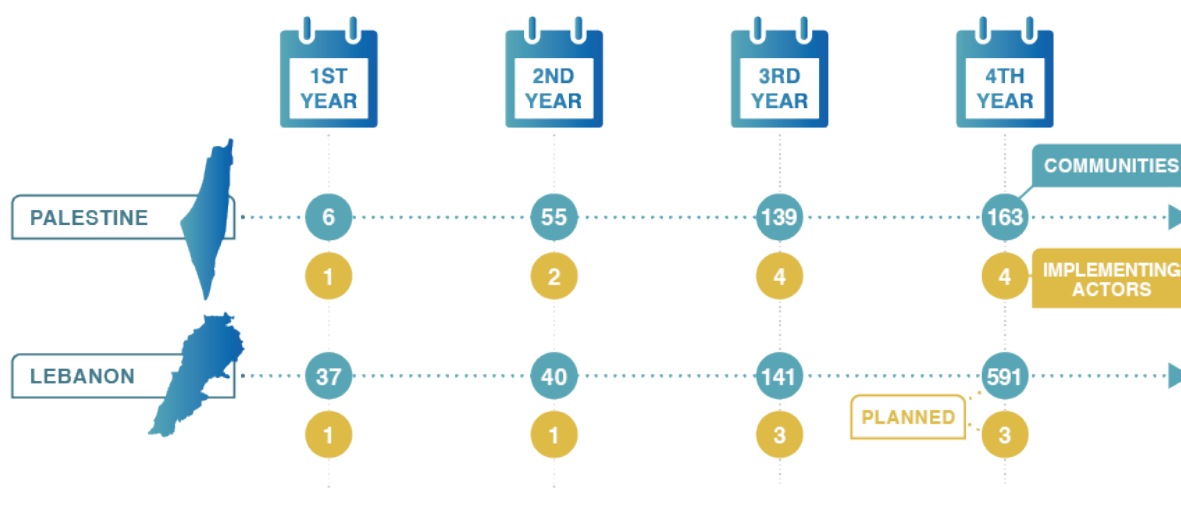 1ST
YEAR
2ND
YEAR
3RD
YEAR
4TH
YEAR
COMMUNITIES
PALESTINE
6
55
139
163
1
2
4
4
IMPLEMENTING
ACTORS
LEBANON
37
40
141
591
PLANNED
1
1
3
3